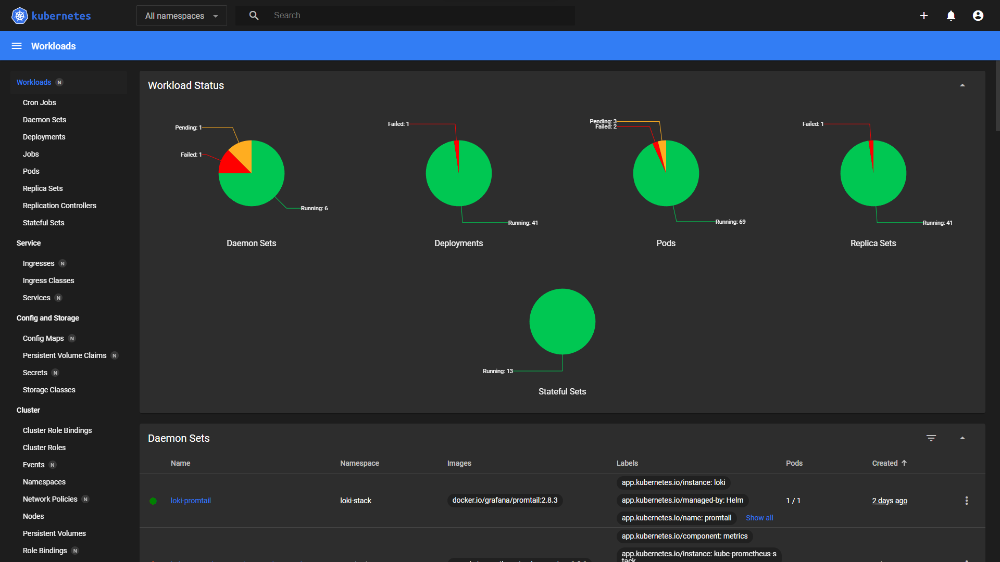 kubernetes
All namespaces
Search
Workloads
Workloads N
Cron Jobs
Daemon Sets
Deployments
Jobs
Pods
Replica Sets
Replication Controllers
Stateful Sets
Service
Ingresses N
Ingress Classes
Services N
Config and Storage
Config Maps N
Persistent Volume Claims N
Secrets N
Storage Classes
Cluster
Cluster Role Bindings
Cluster Roles
Events N
Namespaces
Network Policies N
Nodes
Persistent Volumes
Role Bindings N
Workload Status
Pending: 1
Failed: 1
Running: 6
Daemon Sets
Failed: 1
Running: 41
Deployments
Pending: 3
Failed: 2
Running: 69
Pods
Failed: 1
Running: 41
Replica Sets
Running: 13
Stateful Sets
Daemon Sets
Name Namespace Images Labels Pods Created
loki-promtail loki-stack docker.io/grafana/promtail:2.8.3 1 / 1 2 days ago
app.kubernetes.io/instance: loki
app.kubernetes.io/managed-by: Helm
app.kubernetes.io/name: promtail Show all
app.kubernetes.io/component: metrics
app.kubernetes.io/instance: kube-prometheus-s
tack